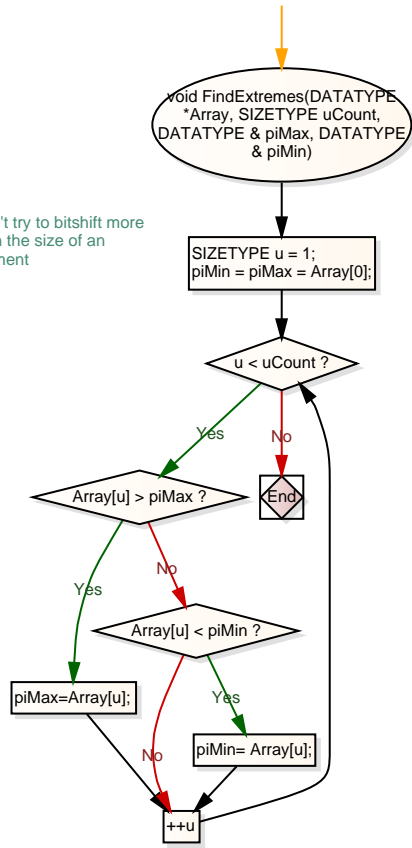 void FindExtremes(DATATYPE
*Array, SIZETYPE uCount,
DATATYPE & piMax, DATATYPE
& piMin)
't try to bitshift more
the size of an
SIZETYPE u = 1;
piMin = piMax = Array[0];
u < uCount ?
Yes
No
Array[u] > piMax ?
End
Yes
No
Array[u] < piMin ?
Yes
piMax=Array[u];
No
piMin= Array[u];
++u